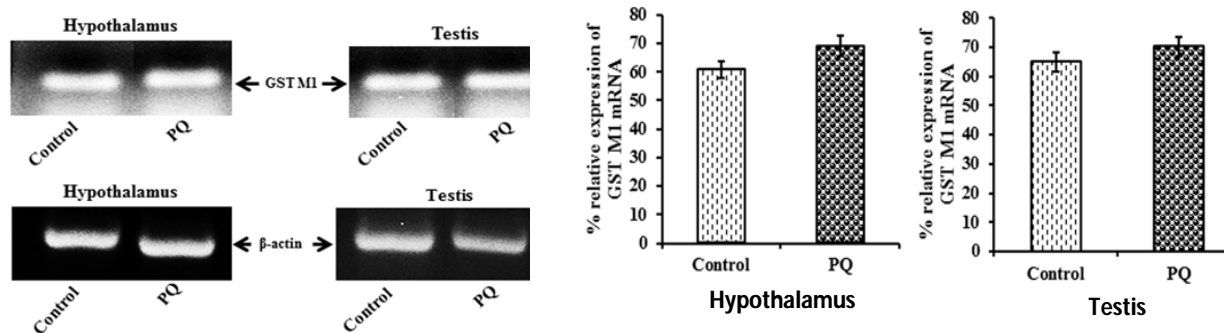 Hypothalamus
Testis
GST M1
Control
PQ
Control
PQ
Hypothalamus
Testis
β-actin
Control
PQ
Control
PQ
% relative expression of
GST M1 mRNA
80
70
60
50
40
30
20
10
0
Control
PQ
Hypothalamus
% relative expression of
GST M1 mRNA
80
70
60
50
40
30
20
10
0
Control
PQ
Testis